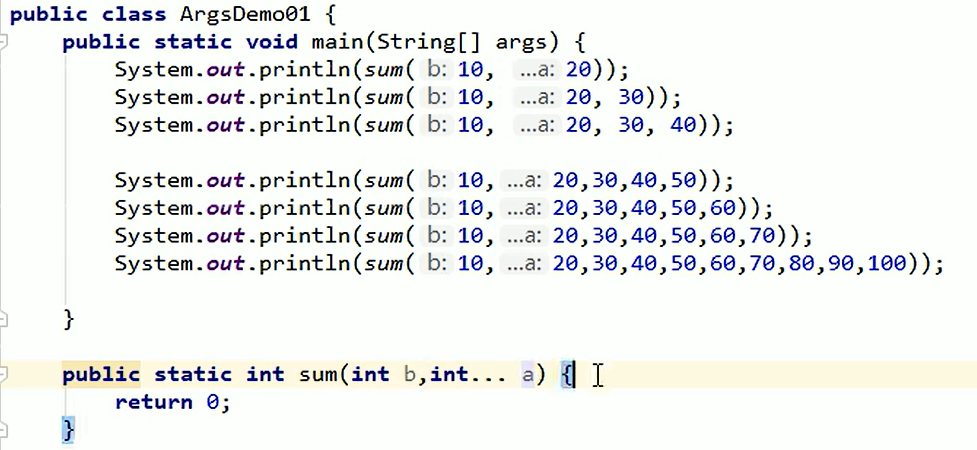 public class ArgsDemo01 {
public static void main(String[] args) {
System.out.println(sum( b: 10, ...a: 20));
System.out.println(sum( b: 10, ...a: 20, 30));
System.out.println(sum( b: 10, ...a: 20, 30, 40));
System.out.println(sum( b: 10, ...a: 20,30,40,50));
System.out.println(sum( b: 10, ...a: 20,30,40,50,60));
System.out.println(sum( b: 10, ...a: 20,30,40,50,60,70));
System.out.println(sum( b: 10, ...a: 20,30,40,50,60,70,80,90,100));
}
public static int sum(int b,int... a) {
return 0;
}